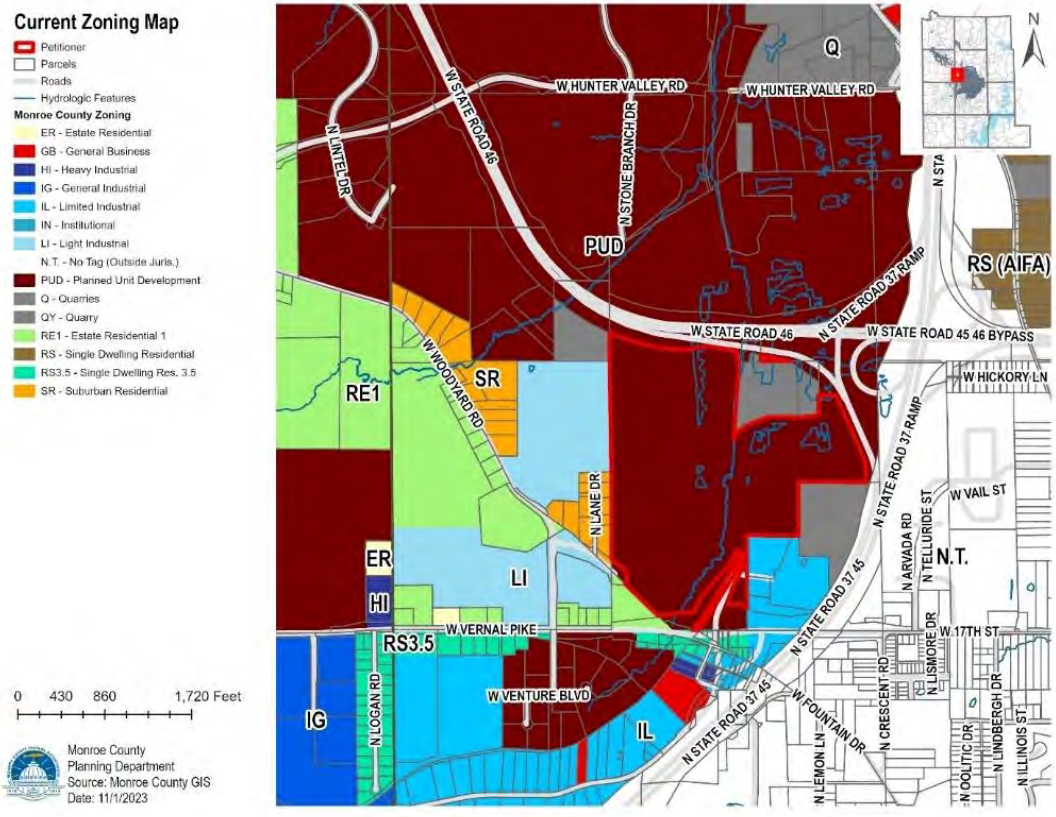 Current Zoning Map
Petitioner
Parcels
Roads
Hydrologic Features
Monroe County Zoning
ER - Estate Residential
GB - General Business
HI - Heavy Industrial
IG - General Industrial
IL - Limited Industrial
IN - Institutional
LI - Light Industrial
N.T. - No Tag (Outside Juris.)
PUD - Planned Unit Development
Q - Quarries
QY - Quarry
RE1 - Estate Residential 1
RS - Single Dwelling Residential
RS3.5 - Single Dwelling Res. 3.5
SR - Suburban Residential
0 430 860 1,720 Feet
Monroe County
Planning Department
Source: Monroe County GIS
Date: 11/1/2023
N
Q
W HUNTER VALLEY RD
W HUNTER VALLEY RD
W STATE ROAD 46
N LINTEL DR
N STONE BRANCH DR
N STA
PUD
RS (AIFA)
N STATE ROAD 37 RAMP
W STATE ROAD 46
W STATE ROAD 45 46 BYPASS
W HICKORY LN
RE1
W WOODYARD RD
SR
N STATE ROAD 37 RAMP
N LANE DR
W VAIL ST
N ARVADA RD
N TELLURIDE ST
N.T.
ER
LI
HI
N STATE ROAD 37 45
W VERNAL PIKE
W 17TH ST
RS3.5
N LISMORE DR
N CRESCENT RD
N LOGAN RD
W VENTURE BLVD
IG
IL
N STATE ROAD 37 45
W FOUNTAIN DR
N LEMON LN
N OOLITIC DR
N LINDBERGH DR
N ILLINOIS ST